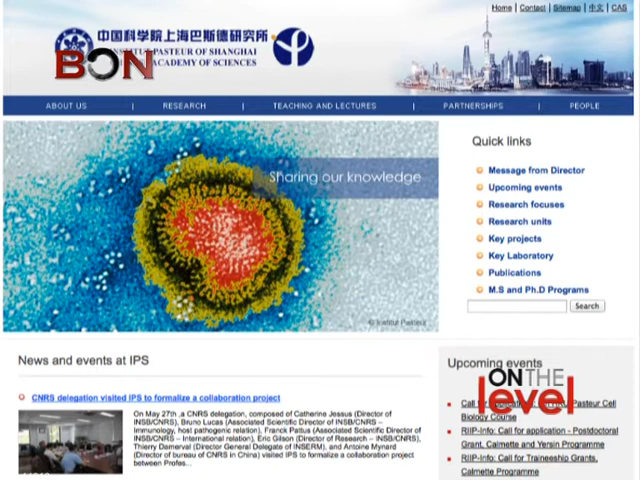 Home | Contact | Sitemap | 中文 | CAS
中国科学院上海巴斯德研究所
INSTITUT PASTEUR OF SHANGHAI
ACADEMY OF SCIENCES
BON
ABOUT US | RESEARCH | TEACHING AND LECTURES | PARTNERSHIPS | PEOPLE
Sharing our knowledge
© Institut Pasteur
Quick links
Message from Director
Upcoming events
Research focuses
Research units
Key projects
Key Laboratory
Publications
M.S and Ph.D Programs
Search
News and events at IPS
CNRS delegation visited IPS to formalize a collaboration project
On May 27th ,a CNRS delegation, composed of Catherine Jessus (Director of
INSB/CNRS), Bruno Lucas (Associated Scientific Director of INSB/CNRS –
Immunology, host pathogenic relation), Franck Pattus (Associated Scientific Director of
INSB/CNRS – International relation), Eric Gilson (Director of Research – INSB/CNRS),
Thierry Damerval (Director General Delegate of INSERM), and Antoine Mynard
(Director of bureau of CNRS in China) visited IPS to formalize a collaboration project
between Profes...
Upcoming events
ON THE
level
Call Pasteur Cell
Biology Course
RIIP-Info: Call for application - Postdoctoral
Grant, Calmette and Yersin Programme
RIIP-Info: Call for Traineeship Grants,
Calmette Programme